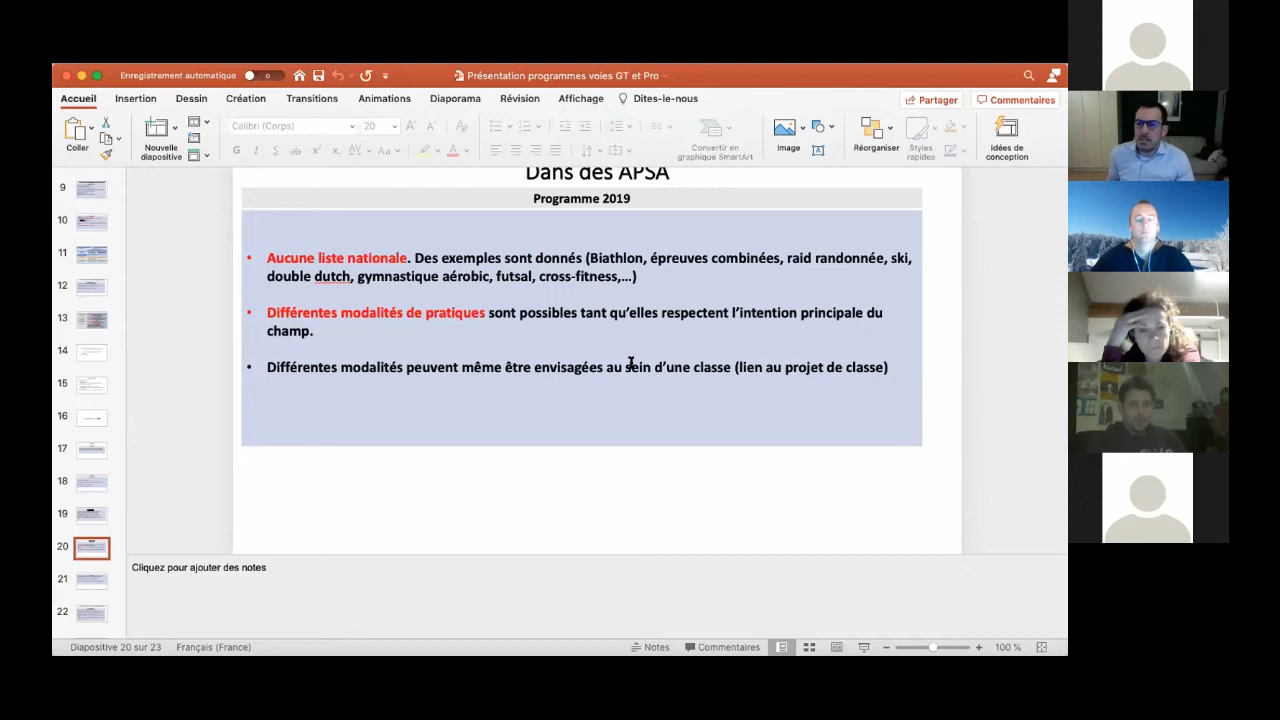 Enregistrement automatique
Présentation programmes voies GT et Pro
Accueil Insertion Dessin Création Transitions Animations Diaporama Révision Affichage Dites-le-nous
Partager Commentaires
Coller
Nouvelle
diapositive
Calibri (Corps) 20
Convertir en
graphique SmartArt
Image
Réorganiser
Styles
rapides
Idées de
conception
9
10
11
12
13
14
15
16
17
18
19
20
21
22
Dans des APSA
Programme 2019
• Aucune liste nationale. Des exemples sont donnés (Biathlon, épreuves combinées, raid randonnée, ski,
double dutch, gymnastique aérobic, futsal, cross-fitness,…)
• Différentes modalités de pratiques sont possibles tant qu’elles respectent l’intention principale du
champ.
• Différentes modalités peuvent même être envisagées au sein d’une classe (lien au projet de classe)
Cliquez pour ajouter des notes
Diapositive 20 sur 23 Français (France) Notes Commentaires 100 %